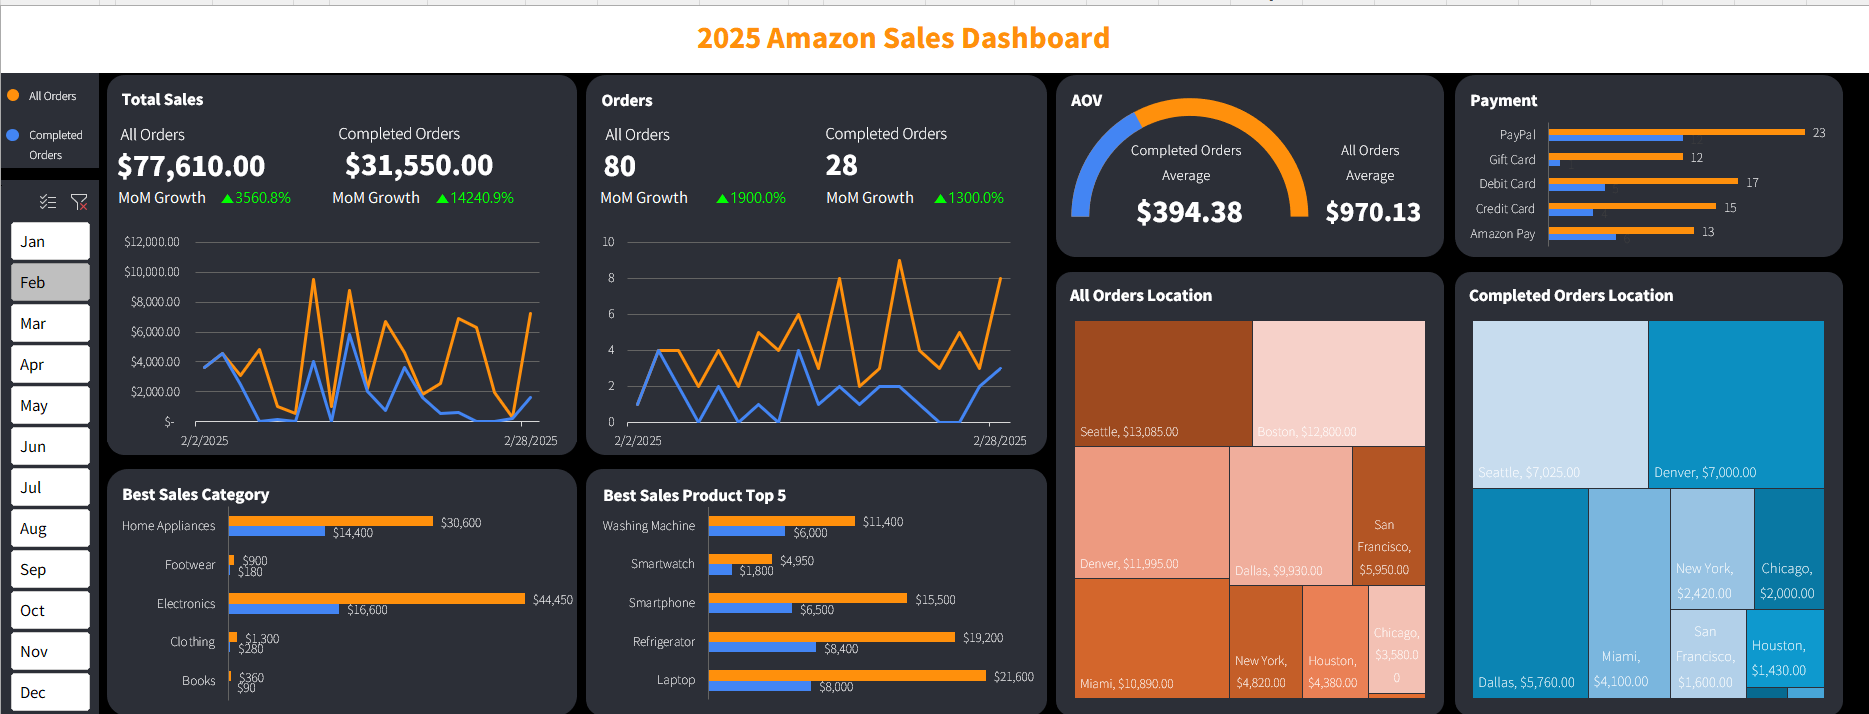 2025 Amazon Sales Dashboard
All Orders
Completed
Orders
Jan
Feb
Mar
Apr
May
Jun
Jul
Aug
Sep
Oct
Nov
Dec
Total Sales
All Orders
Completed Orders
$77,610.00
$31,550.00
MoM Growth ▲3560.8%
MoM Growth ▲14240.9%
$12,000.00
$10,000.00
$8,000.00
$6,000.00
$4,000.00
$2,000.00
$-
2/2/2025
2/28/2025
Orders
All Orders
Completed Orders
80
28
MoM Growth ▲1900.0%
MoM Growth ▲1300.0%
10
8
6
4
2
0
2/2/2025
2/28/2025
AOV
Completed Orders
Average
$394.38
All Orders
Average
$970.13
Payment
PayPal 23
Gift Card 12
Debit Card 17
Credit Card 15
Amazon Pay 13
Best Sales Category
Home Appliances $30,600
$14,400
Footwear $900
$180
Electronics $44,450
$16,600
Clothing $1,300
$280
Books $360
$90
Best Sales Product Top 5
Washing Machine $11,400
$6,000
Smartwatch $4,950
$1,800
Smartphone $15,500
$6,500
Refrigerator $19,200
$8,400
Laptop $21,600
$8,000
All Orders Location
Seattle, $13,085.00
Boston, $12,800.00
Denver, $11,995.00
Dallas, $9,930.00
San
Francisco,
$5,950.00
Miami, $10,890.00
New York,
$4,820.00
Houston,
$4,380.00
Chicago,
$3,580.0
0
Completed Orders Location
Seattle, $7,025.00
Denver, $7,000.00
Dallas, $5,760.00
Miami,
$4,100.00
New York,
$2,420.00
Chicago,
$2,000.00
San
Francisco,
$1,600.00
Houston,
$1,430.00